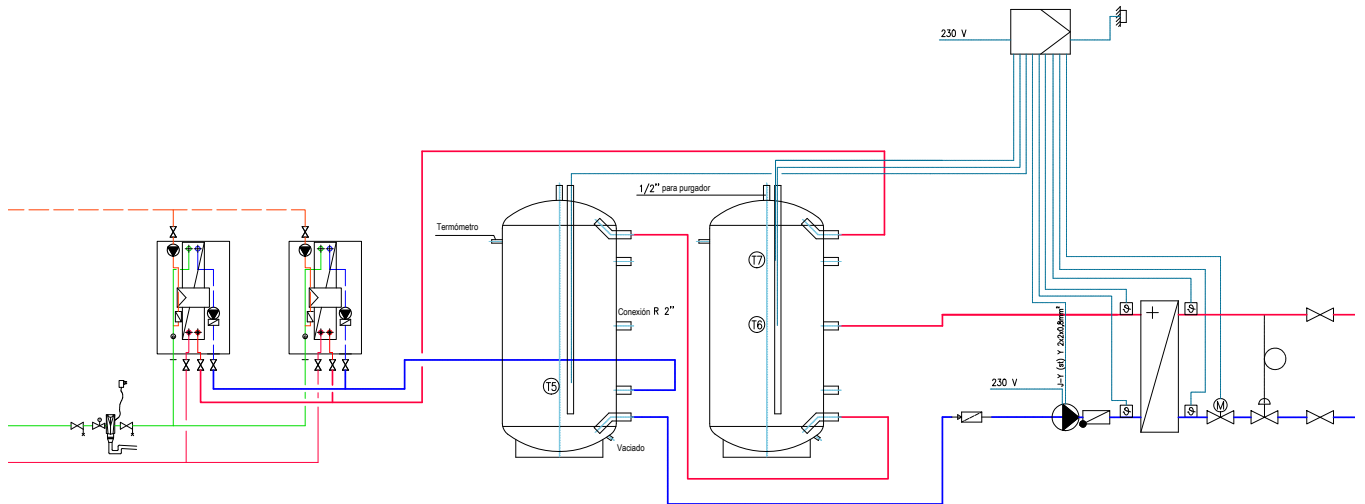 230 V
1/2" para purgador
Termómetro
T7
Conexión R 2"
T6
J-Y (st) Y 2x2x0,8mm²
+
230 V
T5
M
Vaciado
ϑ
ϑ
ϑ
ϑ